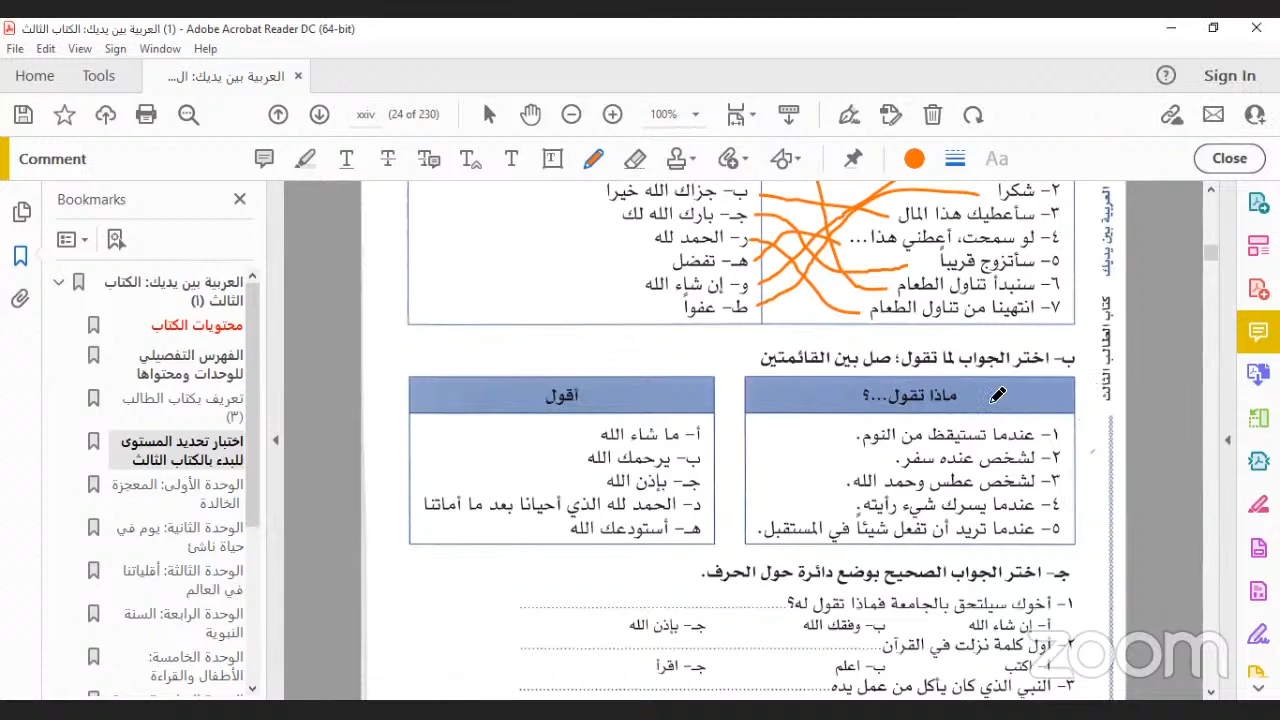 العربية بين يديك: الكتاب الثالث (1) - Adobe Acrobat Reader DC (64-bit)
File Edit View Sign Window Help
Home Tools العربية بين يديك: ال... × Sign In
xxiv (24 of 230) 100%
Comment Close
Bookmarks
العربية بين يديك: الكتاب
الثالث (١)
محتويات الكتاب
الفهرس التفصيلي
للوحدات ومحتواها
تعريف بكتاب الطالب
(٣)
اختبار تحديد المستوى
للبدء بالكتاب الثالث
الوحدة الأولى: المعجزة
الخالدة
الوحدة الثانية: يوم في
حياة ناشئ
الوحدة الثالثة: أقلياتنا
في العالم
الوحدة الرابعة: السنة
النبوية
الوحدة الخامسة:
الأطفال والقراءة
العربية بين يديك
كتاب الطالب الثالث
٢- شكرا ب- جزاك الله خيرا
٣- سأعطيك هذا المال جـ- بارك الله لك
٤- لو سمحت، أعطني هذا... ر- الحمد لله
٥- سأتزوج قريباً هـ- تفضل
٦- سنبدأ تناول الطعام و- إن شاء الله
٧- انتهينا من تناول الطعام ط- عفواً
ب- اختر الجواب لما تقول؛ صل بين القائمتين
ماذا تقول...؟ أقول
١- عندما تستيقظ من النوم. أ- ما شاء الله
٢- لشخص عنده سفر. ب- يرحمك الله
٣- لشخص عطس وحمد الله. جـ- بإذن الله
٤- عندما يسرك شيء رأيته. د- الحمد لله الذي أحيانا بعد ما أماتنا
٥- عندما تريد أن تفعل شيئاً في المستقبل. هـ- أستودعك الله
جـ- اختر الجواب الصحيح بوضع دائرة حول الحرف.
١- أخوك سيلتحق بالجامعة فماذا تقول له؟
أ- إن شاء الله ب- وفقك الله جـ- بإذن الله
٢- أول كلمة نزلت في القرآن
أ- اكتب ب- اعلم جـ- اقرأ
٣- النبي الذي كان يأكل من عمل يده
zoom